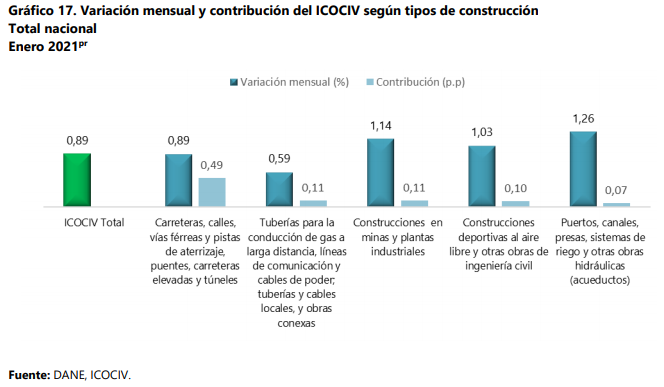 Gráfico 17. Variación mensual y contribución del ICOCIV según tipos de construcción
Total nacional
Enero 2021ᵖʳ
Variación mensual (%)
Contribución (p.p)
0,89
0,89
0,49
0,59
0,11
1,14
0,11
1,03
0,10
1,26
0,07
ICOCIV Total
Carreteras, calles,
vías férreas y pistas
de aterrizaje,
puentes, carreteras
elevadas y túneles
Tuberías para la
conducción de gas a
larga distancia, líneas
de comunicación y
cables de poder;
tuberías y cables
locales, y obras
conexas
Construcciones en
minas y plantas
industriales
Construcciones
deportivas al aire
libre y otras obras de
ingeniería civil
Puertos, canales,
presas, sistemas de
riego y otras obras
hidráulicas
(acueductos)
Fuente: DANE, ICOCIV.